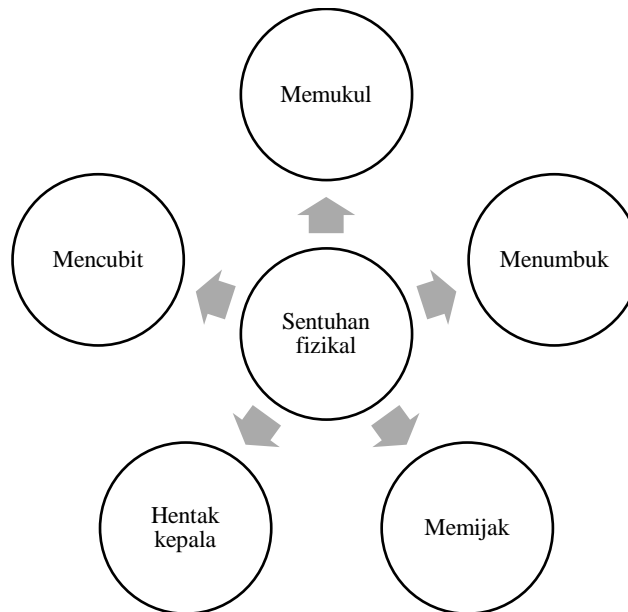 Memukul
Mencubit
Menumbuk
Sentuhan
fizikal
Hentak
kepala
Memijak